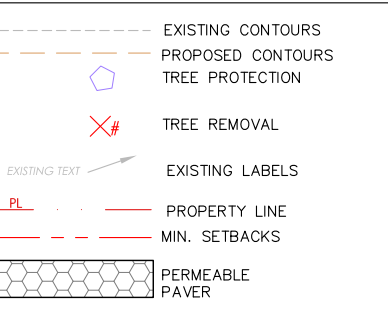 EXISTING CONTOURS
PROPOSED CONTOURS
TREE PROTECTION
# TREE REMOVAL
EXISTING TEXT EXISTING LABELS
PL PROPERTY LINE
MIN. SETBACKS
PERMEABLE
PAVER